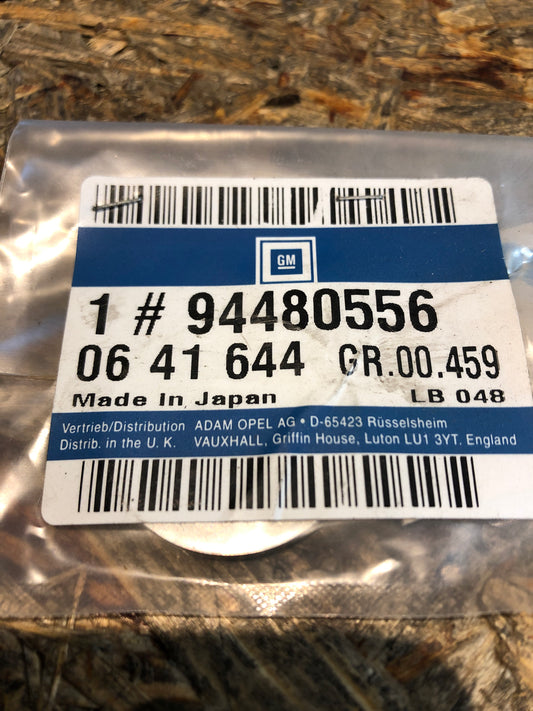 GM
1 # 94480556
06 41 644 GR.00.459
Made in Japan LB 048
Vertrieb/Distribution ADAM OPEL AG • D-65423 Rüsselsheim
Distrib. in the U. K. VAUXHALL, Griffin House, Luton LU1 3YT. England